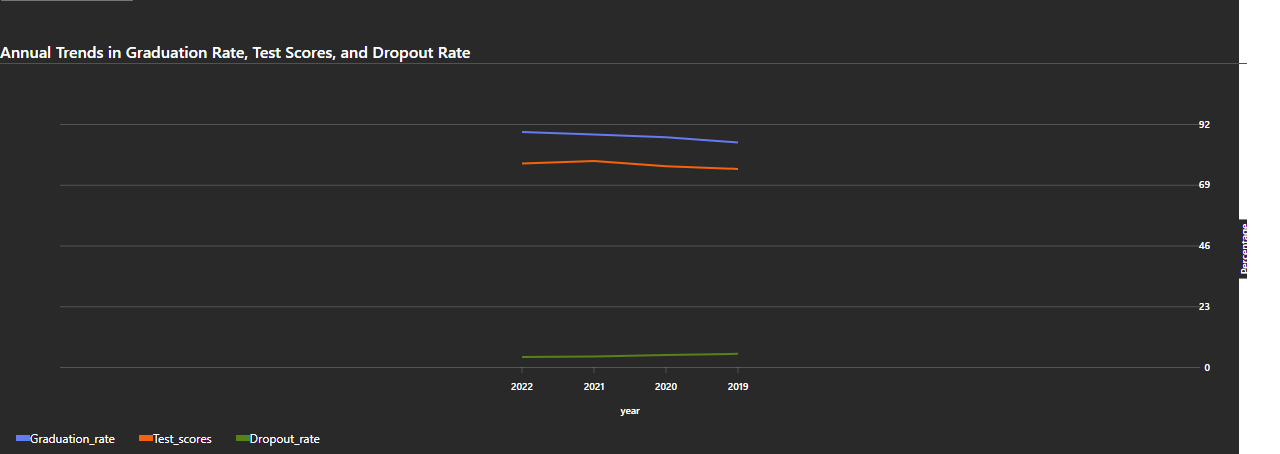 Annual Trends in Graduation Rate, Test Scores, and Dropout Rate
92
69
46
23
0
Percentage
2022 2021 2020 2019
year
Graduation_rate Test_scores Dropout_rate